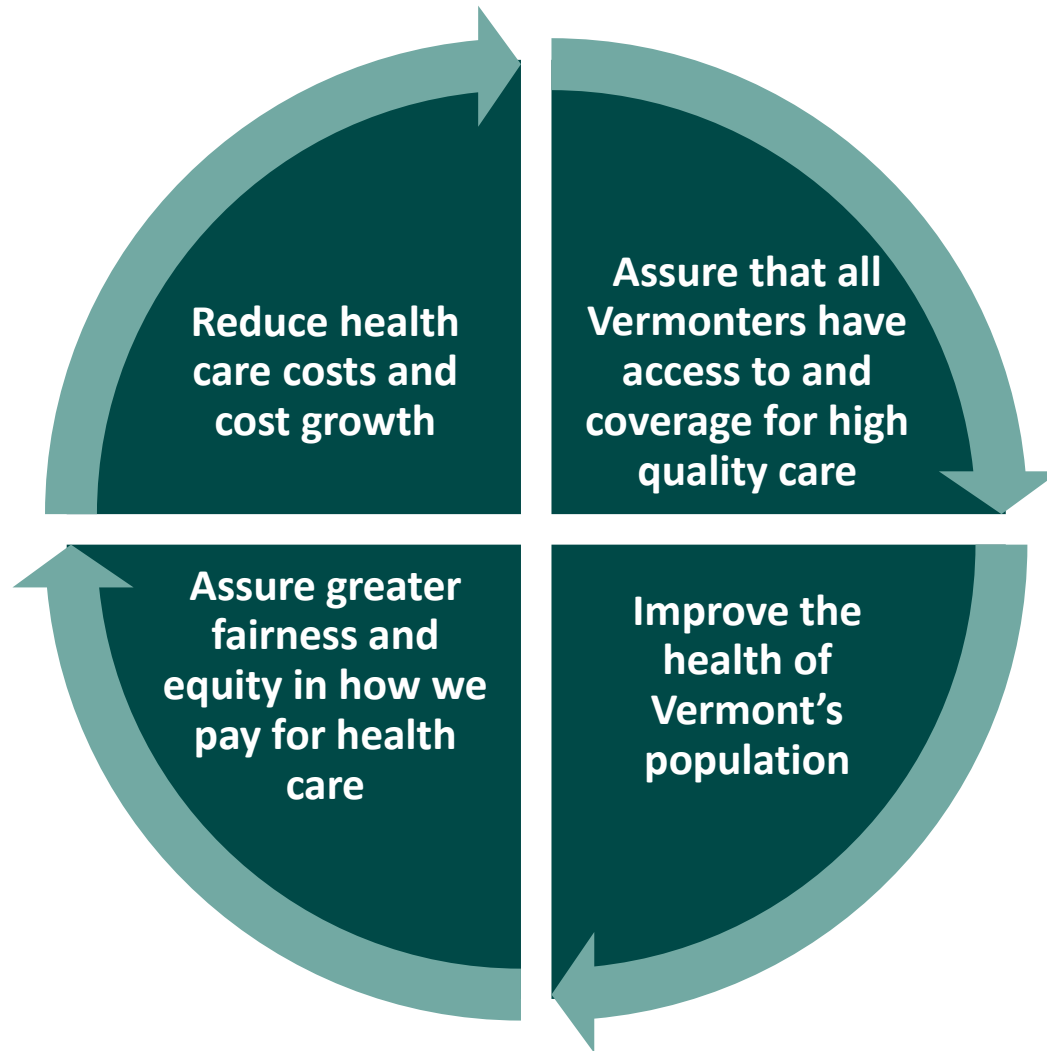 Reduce health
care costs and
cost growth
Assure that all
Vermonters have
access to and
coverage for high
quality care
Assure greater
fairness and
equity in how we
pay for health
care
Improve the
health of
Vermont’s
population